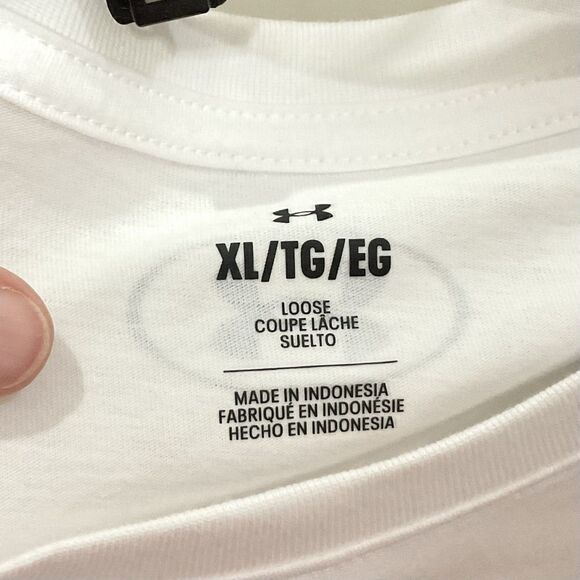 XL/TG/EG
LOOSE
COUPE LÂCHE
SUELTO
MADE IN INDONESIA
FABRIQUÉ EN INDONÉSIE
HECHO EN INDONESIA